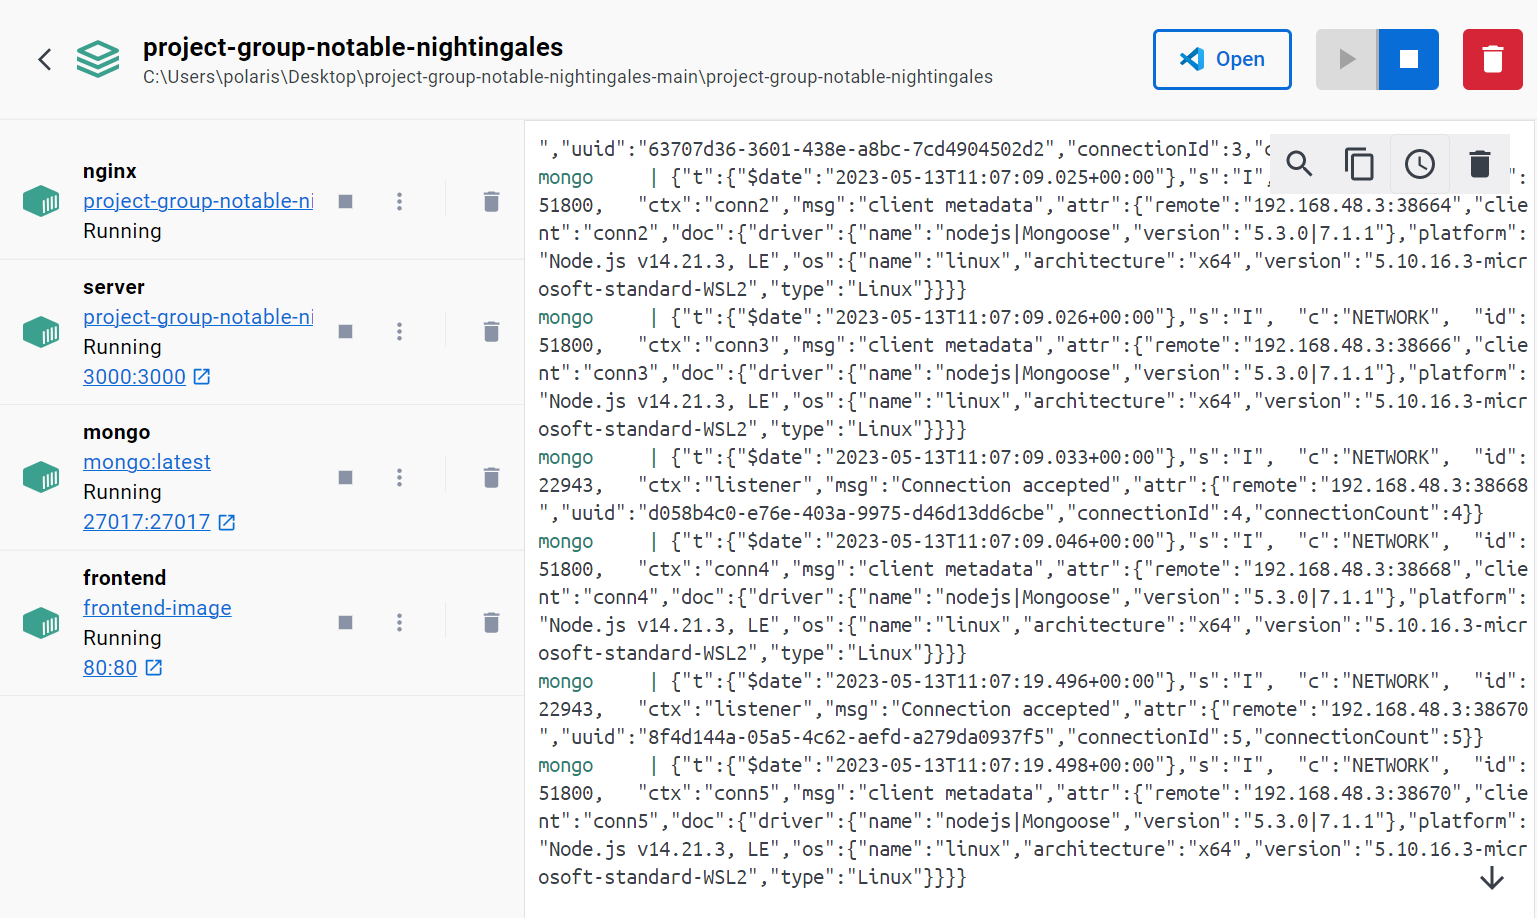 project-group-notable-nightingales
C:\Users\polaris\Desktop\project-group-notable-nightingales-main\project-group-notable-nightingales
Open
nginx
project-group-notable-ni
Running
server
project-group-notable-ni
Running
3000:3000
mongo
mongo:latest
Running
27017:27017
frontend
frontend-image
Running
80:80
","uuid":"63707d36-3601-438e-a8bc-7cd4904502d2","connectionId":3,"c
mongo | {"t":{"$date":"2023-05-13T11:07:09.025+00:00"},"s":"I", ":
51800, "ctx":"conn2","msg":"client metadata","attr":{"remote":"192.168.48.3:38664","clie
nt":"conn2","doc":{"driver":{"name":"nodejs|Mongoose","version":"5.3.0|7.1.1"},"platform":
"Node.js v14.21.3, LE","os":{"name":"linux","architecture":"x64","version":"5.10.16.3-micr
osoft-standard-WSL2","type":"Linux"}}}}
mongo | {"t":{"$date":"2023-05-13T11:07:09.026+00:00"},"s":"I", "c":"NETWORK", "id":
51800, "ctx":"conn3","msg":"client metadata","attr":{"remote":"192.168.48.3:38666","clie
nt":"conn3","doc":{"driver":{"name":"nodejs|Mongoose","version":"5.3.0|7.1.1"},"platform":
"Node.js v14.21.3, LE","os":{"name":"linux","architecture":"x64","version":"5.10.16.3-micr
osoft-standard-WSL2","type":"Linux"}}}}
mongo | {"t":{"$date":"2023-05-13T11:07:09.033+00:00"},"s":"I", "c":"NETWORK", "id":
22943, "ctx":"listener","msg":"Connection accepted","attr":{"remote":"192.168.48.3:38668
","uuid":"d058b4c0-e76e-403a-9975-d46d13dd6cbe","connectionId":4,"connectionCount":4}}
mongo | {"t":{"$date":"2023-05-13T11:07:09.046+00:00"},"s":"I", "c":"NETWORK", "id":
51800, "ctx":"conn4","msg":"client metadata","attr":{"remote":"192.168.48.3:38668","clie
nt":"conn4","doc":{"driver":{"name":"nodejs|Mongoose","version":"5.3.0|7.1.1"},"platform":
"Node.js v14.21.3, LE","os":{"name":"linux","architecture":"x64","version":"5.10.16.3-micr
osoft-standard-WSL2","type":"Linux"}}}}
mongo | {"t":{"$date":"2023-05-13T11:07:19.496+00:00"},"s":"I", "c":"NETWORK", "id":
22943, "ctx":"listener","msg":"Connection accepted","attr":{"remote":"192.168.48.3:38670
","uuid":"8f4d144a-05a5-4c62-aefd-a279da0937f5","connectionId":5,"connectionCount":5}}
mongo | {"t":{"$date":"2023-05-13T11:07:19.498+00:00"},"s":"I", "c":"NETWORK", "id":
51800, "ctx":"conn5","msg":"client metadata","attr":{"remote":"192.168.48.3:38670","clie
nt":"conn5","doc":{"driver":{"name":"nodejs|Mongoose","version":"5.3.0|7.1.1"},"platform":
"Node.js v14.21.3, LE","os":{"name":"linux","architecture":"x64","version":"5.10.16.3-micr
osoft-standard-WSL2","type":"Linux"}}}}